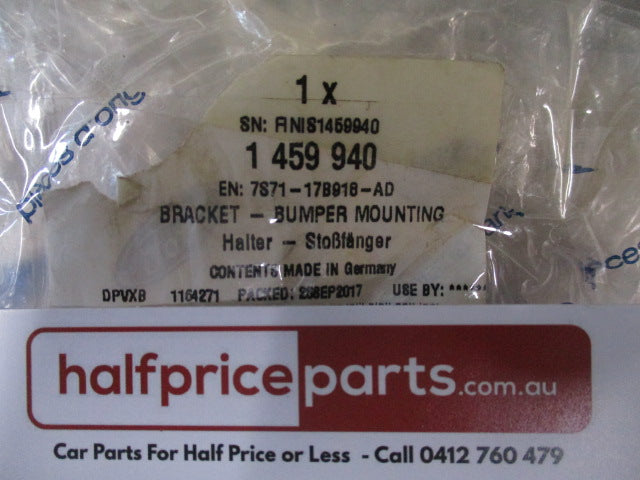 1 x
SN: FINIS1459940
1 459 940
EN: 7S71-17B916-AD
BRACKET - BUMPER MOUNTING
Halter - Stoßfänger
CONTENTS MADE IN Germany
DPVXB 1164271 PACKED: 28SEP2017 USE BY:
halfpriceparts.com.au
Car Parts For Half Price or Less - Call 0412 760 479